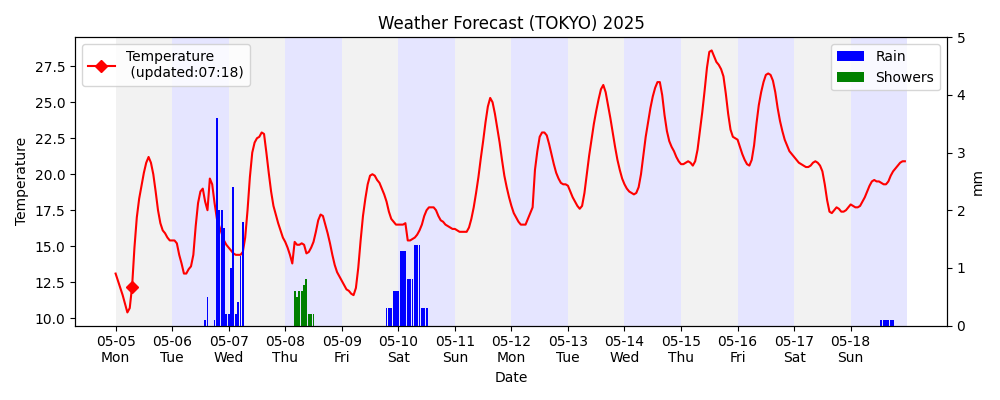 Weather Forecast (TOKYO) 2025
Temperature
(updated:07:18)
Rain
Showers
Temperature
27.5
25.0
22.5
20.0
17.5
15.0
12.5
10.0
5
4
3
2
1
0
mm
05-05 05-06 05-07 05-08 05-09 05-10 05-11 05-12 05-13 05-14 05-15 05-16 05-17 05-18
Mon Tue Wed Thu Fri Sat Sun Mon Tue Wed Thu Fri Sat Sun
Date